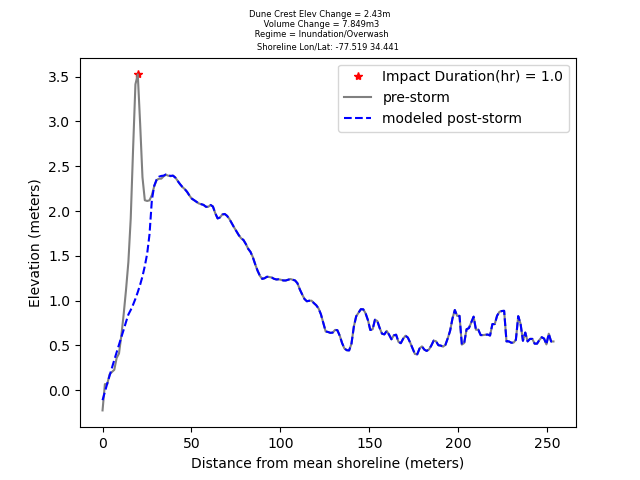 Dune Crest Elev Change = 2.43m
Volume Change = 7.849m3
Regime = Inundation/Overwash
Shoreline Lon/Lat: -77.519 34.441
Impact Duration(hr) = 1.0
pre-storm
modeled post-storm
3.5
3.0
2.5
2.0
1.5
1.0
0.5
0.0
Elevation (meters)
0 50 100 150 200 250
Distance from mean shoreline (meters)